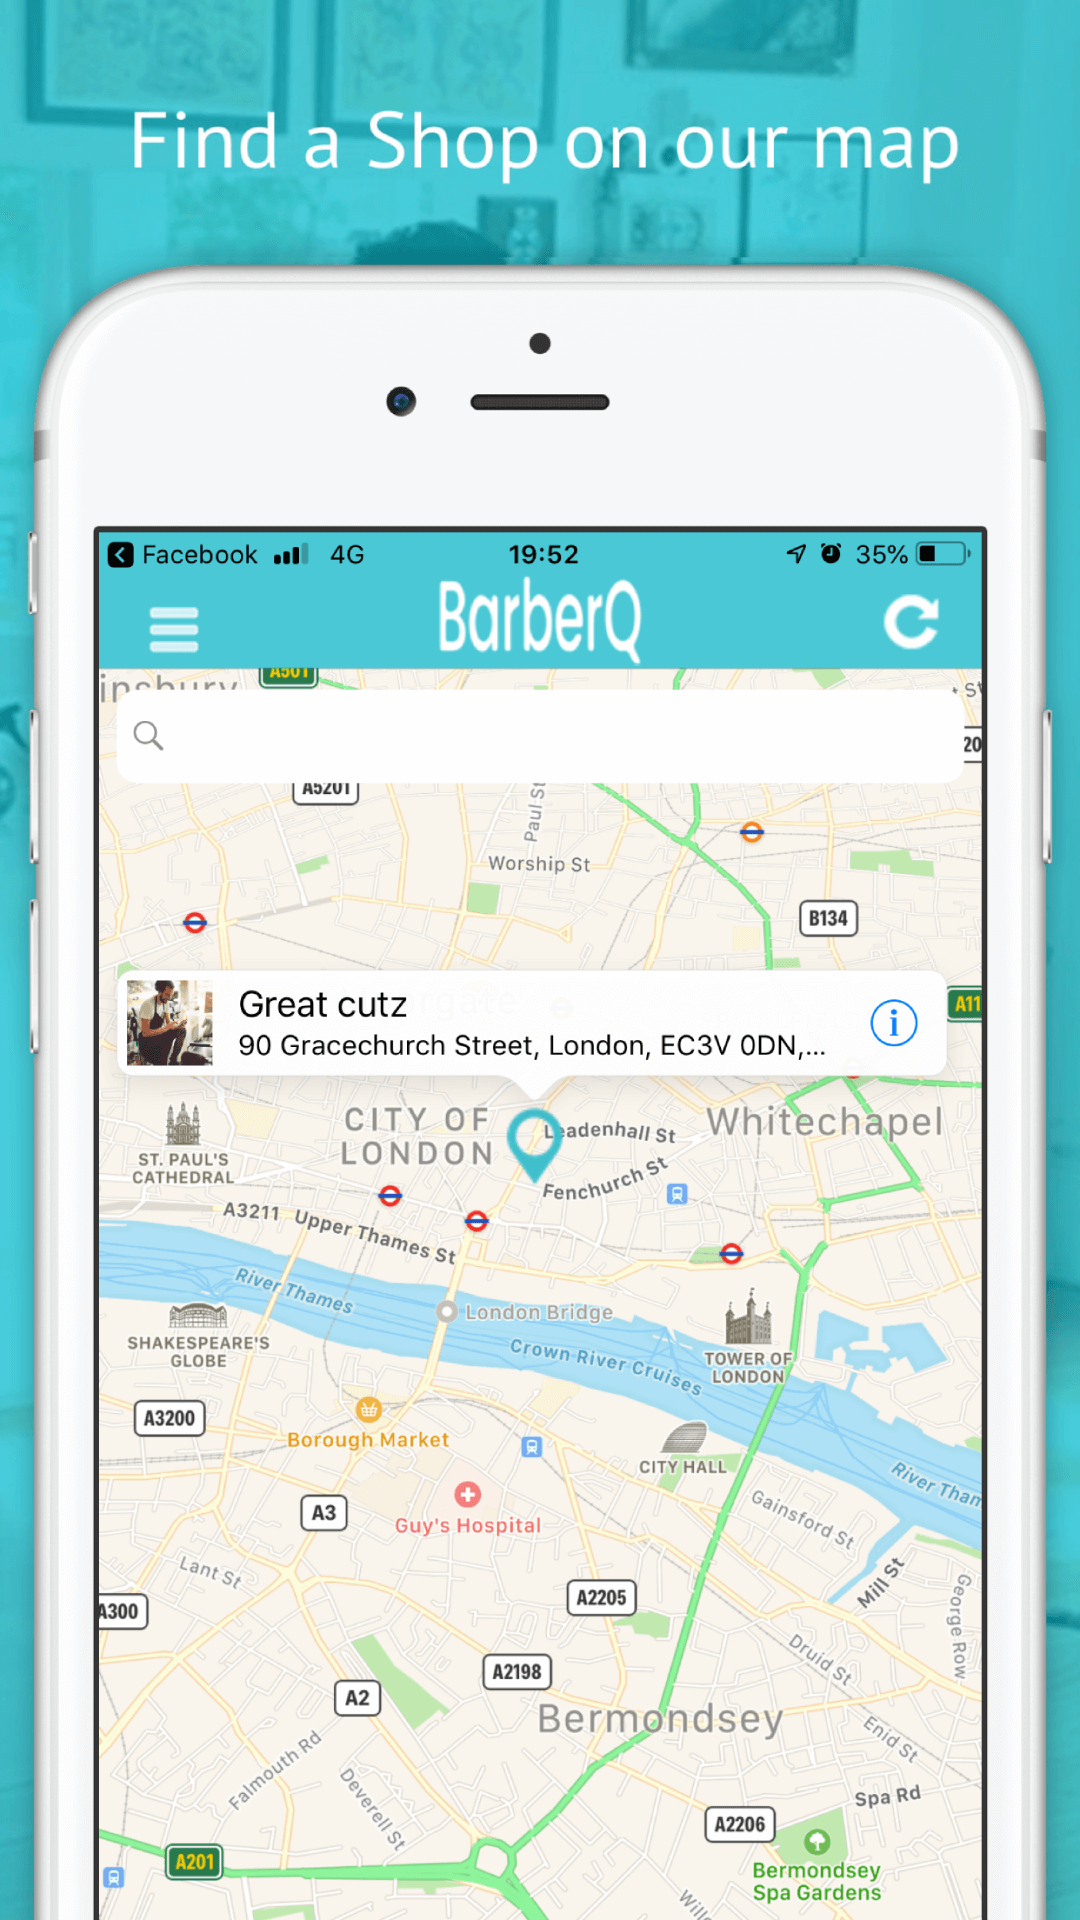 Find a Shop on our map
Facebook 4G 19:52 35%
BarberQ
A501
A5201
Paul St
Worship St
B134
Great cutz
90 Gracechurch Street, London, EC3V 0DN,...
A11
CITY OF
LONDON
Leadenhall St
Whitechapel
ST. PAUL'S
CATHEDRAL
Fenchurch St
A3211
Upper Thames St
River Thames
London Bridge
SHAKESPEARE'S
GLOBE
Crown River Cruises
TOWER OF
LONDON
A3200
Borough Market
CITY HALL
River Tham
A3
Guy's Hospital
Gainsford St
Lant St
A300
A2205
Mill St
George Row
A2198
A2
Druid St
Bermondsey
Enid St
Falmouth Rd
Deverell St
Spa Rd
A2206
A201
Bermondsey
Spa Gardens